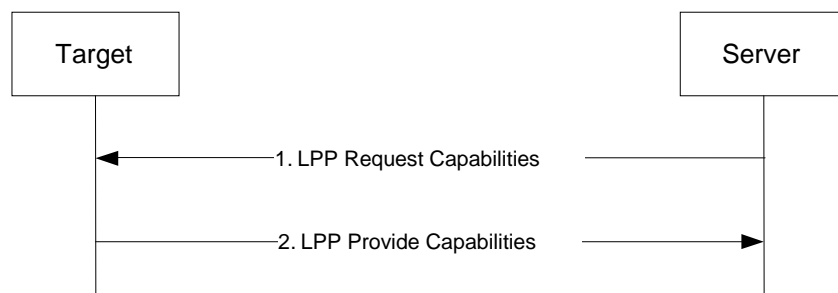 Target
Server
1. LPP Request Capabilities
2. LPP Provide Capabilities